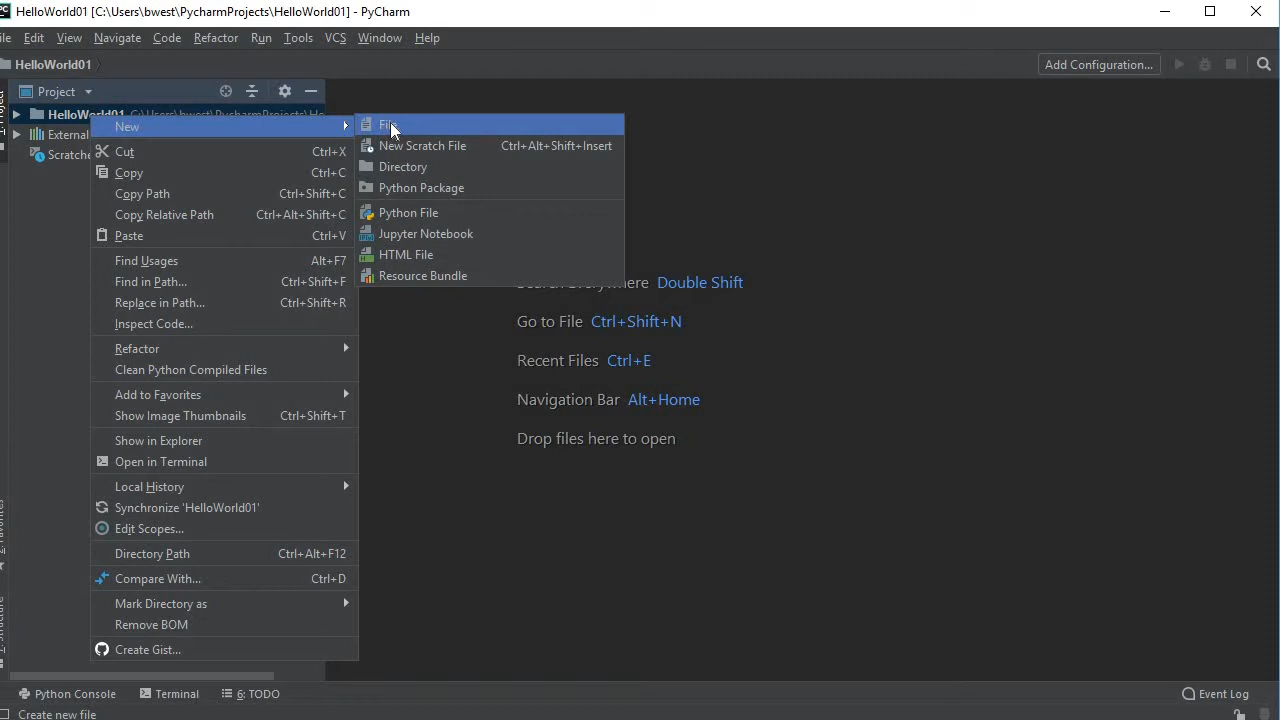 HelloWorld01 [C:\Users\bwest\PycharmProjects\HelloWorld01] - PyCharm
Edit View Navigate Code Refactor Run Tools VCS Window Help
HelloWorld01
Add Configuration...
Project
HelloWorld01 C:\Users\bwest\PycharmProjects\He
External
New
Cut Ctrl+X
Copy Ctrl+C
Copy Path Ctrl+Shift+C
Copy Relative Path Ctrl+Alt+Shift+C
Paste Ctrl+V
Find Usages Alt+F7
Find in Path... Ctrl+Shift+F
Replace in Path... Ctrl+Shift+R
Inspect Code...
Refactor
Clean Python Compiled Files
Add to Favorites
Show Image Thumbnails Ctrl+Shift+T
Show in Explorer
Open in Terminal
Local History
Synchronize 'HelloWorld01'
Edit Scopes...
Directory Path Ctrl+Alt+F12
Compare With... Ctrl+D
Mark Directory as
Remove BOM
Create Gist...
File
New Scratch File Ctrl+Alt+Shift+Insert
Directory
Python Package
Python File
Jupyter Notebook
HTML File
Resource Bundle
Search Everywhere Double Shift
Go to File Ctrl+Shift+N
Recent Files Ctrl+E
Navigation Bar Alt+Home
Drop files here to open
Python Console
Terminal
6: TODO
Event Log
Create new file